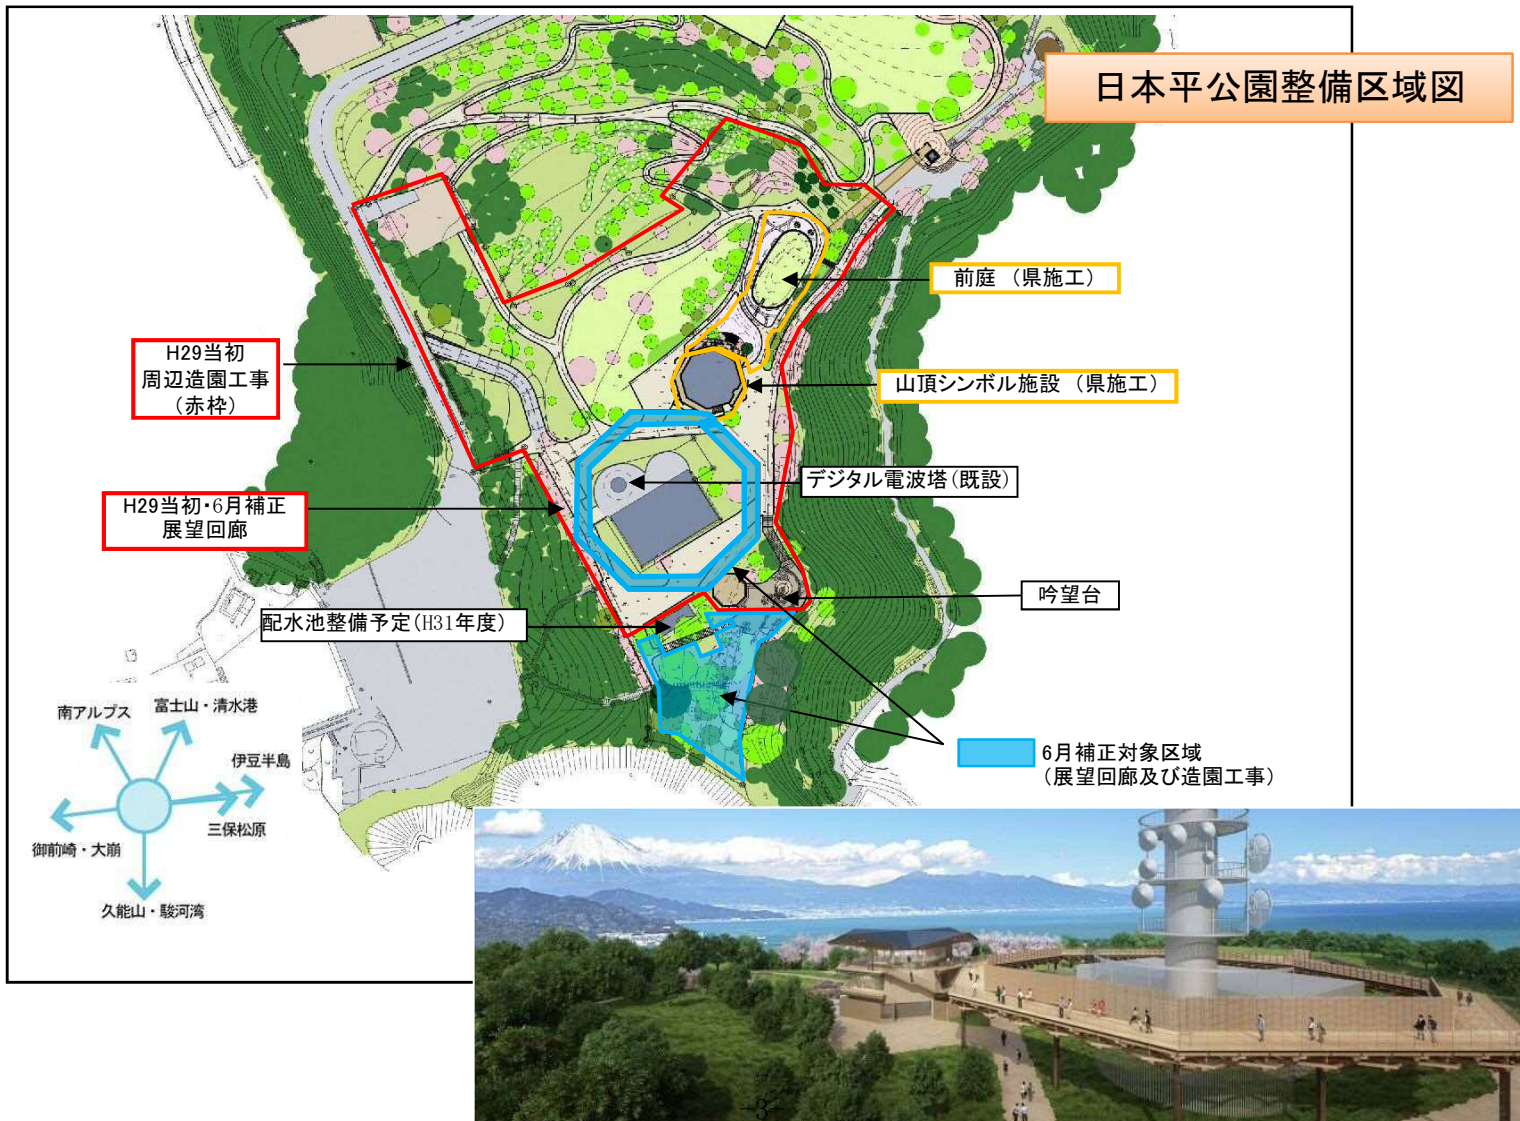 日本平公園整備区域図
前庭 （県施工）
H29当初
周辺造園工事
（赤枠）
山頂シンボル施設 （県施工）
デジタル電波塔（既設）
H29当初・6月補正
展望回廊
吟望台
配水池整備予定（H31年度）
南アルプス
富士山・清水港
伊豆半島
三保松原
御前崎・大崩
久能山・駿河湾
6月補正対象区域
（展望回廊及び造園工事）
-3-